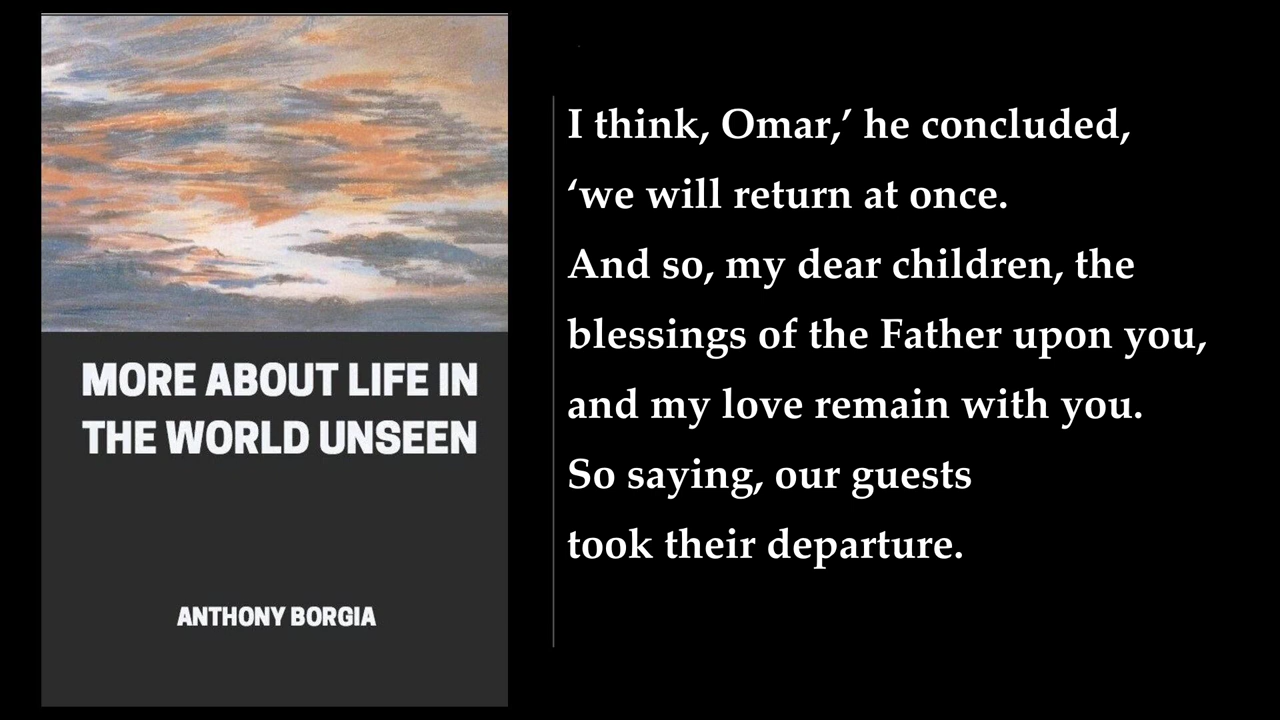 MORE ABOUT LIFE IN
THE WORLD UNSEEN
ANTHONY BORGIA
I think, Omar,’ he concluded,
‘we will return at once.
And so, my dear children, the
blessings of the Father upon you,
and my love remain with you.
So saying, our guests
took their departure.